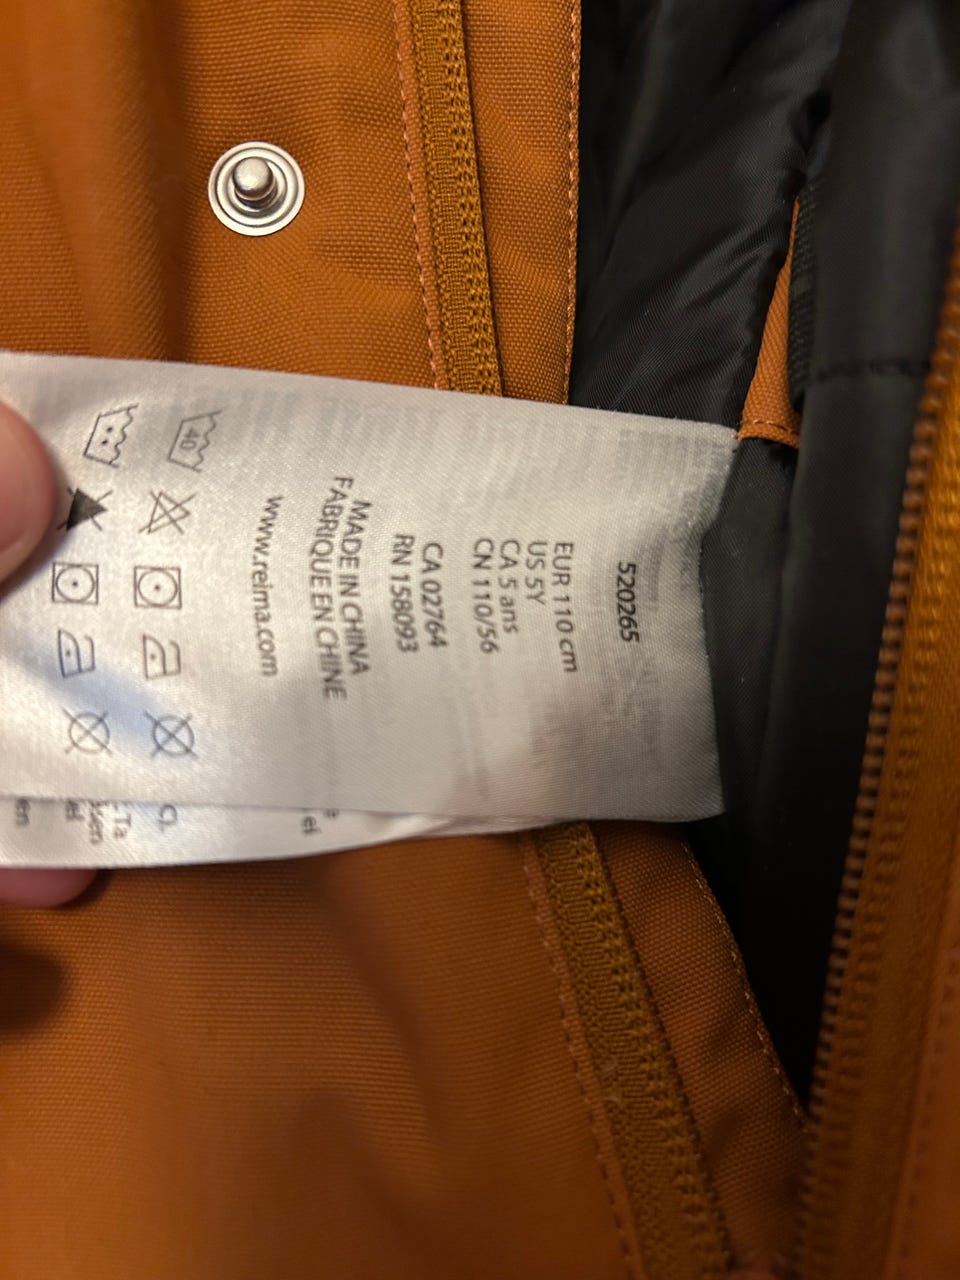 520265
EUR 110 cm
US 5Y
CA 5 ans
CN 110/56
CA 02764
RN 158093
MADE IN CHINA
FABRIQUE EN CHINE
www.reima.com
40